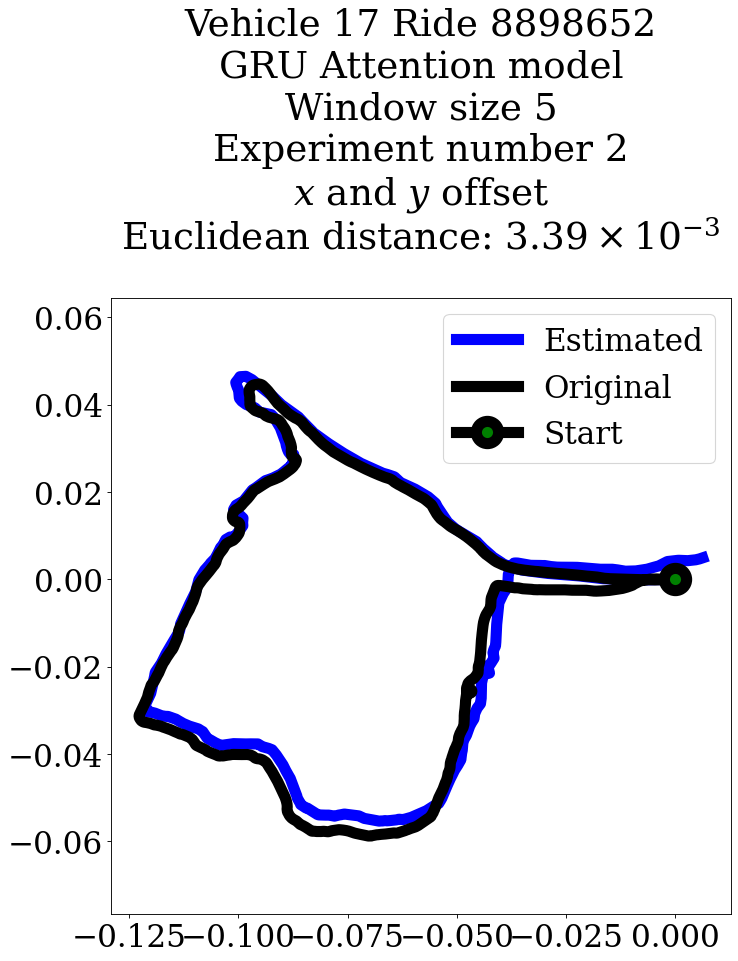 Vehicle 17 Ride 8898652
GRU Attention model
Window size 5
Experiment number 2
x and y offset
Euclidean distance: 3.39 × 10⁻³
Estimated
Original
Start
0.06
0.04
0.02
0.00
−0.02
−0.04
−0.06
−0.125 −0.100 −0.075 −0.050 −0.025 0.000